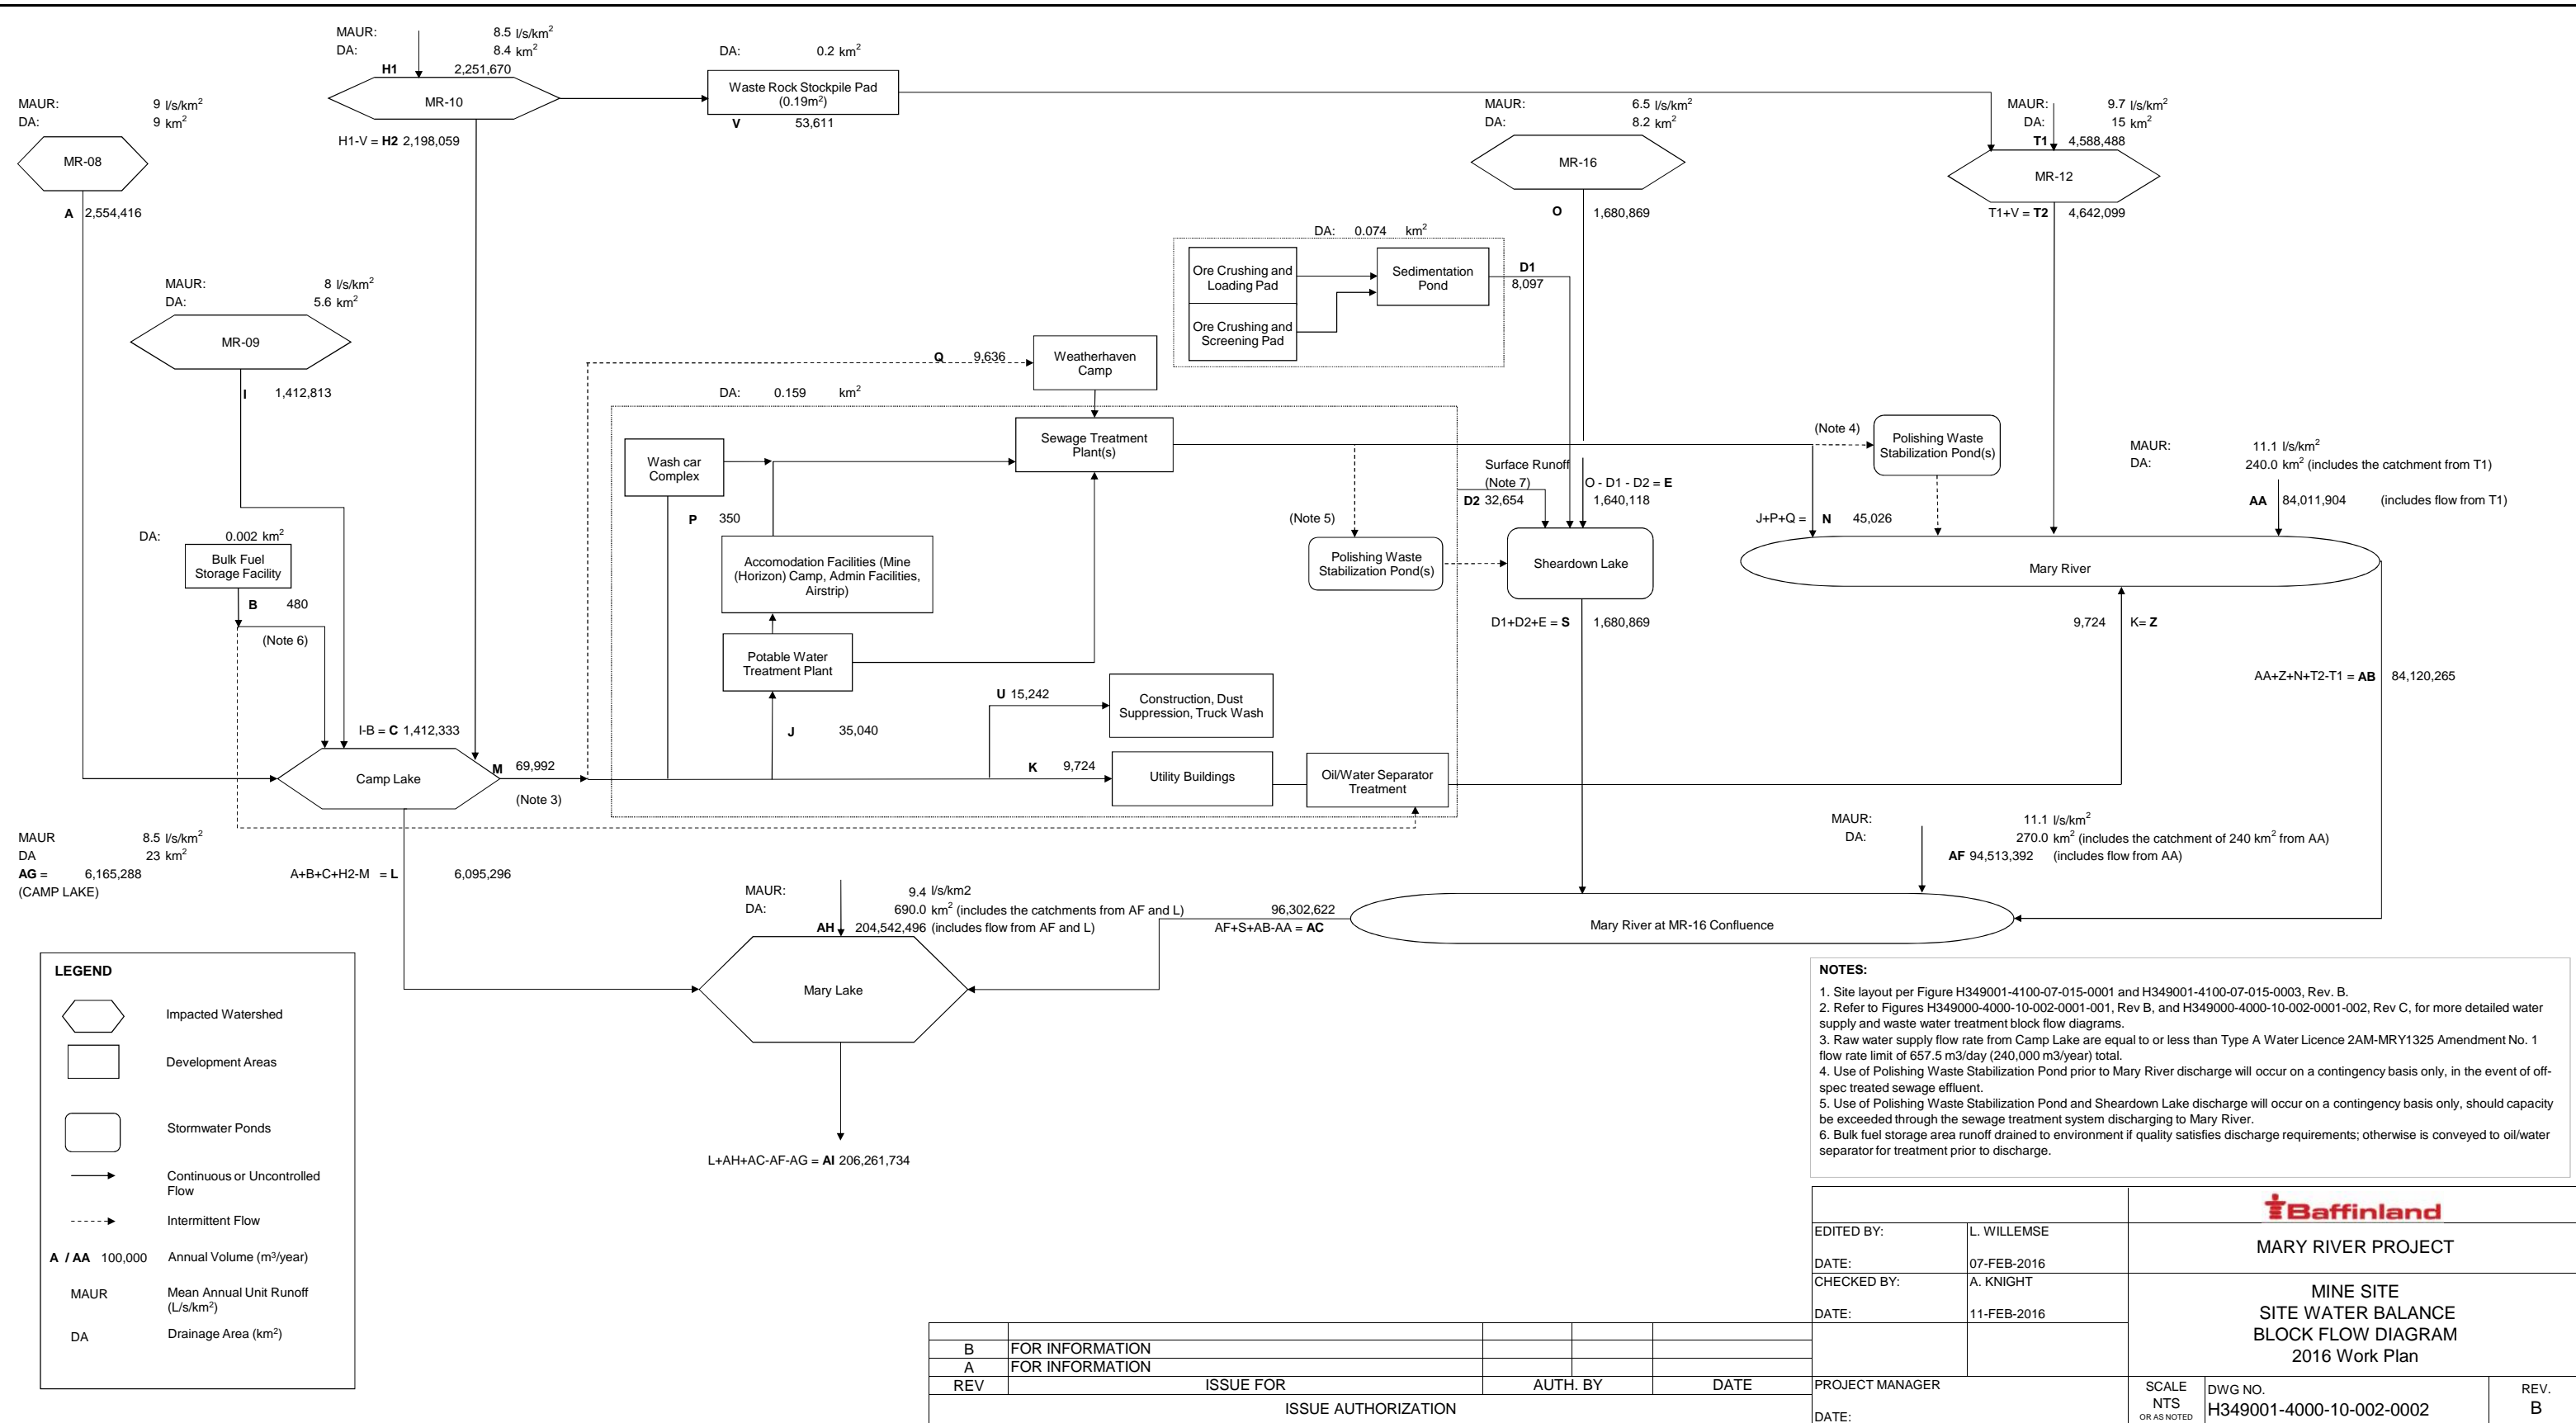 MAUR: 8.5 l/s/km2
DA: 8.4 km2
H1 2,251,670
MR-10
H1-V = H2 2,198,059
DA: 0.2 km2
Waste Rock Stockpile Pad
(0.19m2)
V 53,611
MAUR: 9 l/s/km2
DA: 9 km2
MR-08
A 2,554,416
MAUR: 6.5 l/s/km2
DA: 8.2 km2
MR-16
O 1,680,869
MAUR: 9.7 l/s/km2
DA: 15 km2
T1 4,588,488
MR-12
T1+V = T2 4,642,099
MAUR: 8 l/s/km2
DA: 5.6 km2
MR-09
I 1,412,813
DA: 0.074 km2
Ore Crushing and
Loading Pad
Ore Crushing and
Screening Pad
Sedimentation
Pond
D1
8,097
Q 9,636
Weatherhaven
Camp
DA: 0.159 km2
Wash car
Complex
Sewage Treatment
Plant(s)
P 350
Accomodation Facilities (Mine
(Horizon) Camp, Admin Facilities,
Airstrip)
Potable Water
Treatment Plant
J 35,040
U 15,242
Construction, Dust
Suppression, Truck Wash
K 9,724
Utility Buildings
Oil/Water Separator
Treatment
(Note 5)
Polishing Waste
Stabilization Pond(s)
Surface Runoff
(Note 7)
D2 32,654
O - D1 - D2 = E
1,640,118
Sheardown Lake
D1+D2+E = S 1,680,869
(Note 4)
Polishing Waste
Stabilization Pond(s)
J+P+Q = N 45,026
MAUR: 11.1 l/s/km2
DA: 240.0 km2 (includes the catchment from T1)
AA 84,011,904 (includes flow from T1)
Mary River
9,724 K= Z
AA+Z+N+T2-T1 = AB 84,120,265
DA: 0.002 km2
Bulk Fuel
Storage Facility
B 480
(Note 6)
I-B = C 1,412,333
Camp Lake
M 69,992
(Note 3)
MAUR 8.5 l/s/km2
DA 23 km2
AG = 6,165,288
(CAMP LAKE)
A+B+C+H2-M = L 6,095,296
MAUR: 9.4 l/s/km2
DA: 690.0 km2 (includes the catchments from AF and L)
AH 204,542,496 (includes flow from AF and L)
Mary Lake
L+AH+AC-AF-AG = AI 206,261,734
96,302,622
AF+S+AB-AA = AC
MAUR: 11.1 l/s/km2
DA: 270.0 km2 (includes the catchment of 240 km2 from AA)
AF 94,513,392 (includes flow from AA)
Mary River at MR-16 Confluence
LEGEND
Impacted Watershed
Development Areas
Stormwater Ponds
Continuous or Uncontrolled
Flow
Intermittent Flow
A / AA 100,000 Annual Volume (m3/year)
MAUR Mean Annual Unit Runoff
(L/s/km2)
DA Drainage Area (km2)
NOTES:
1. Site layout per Figure H349001-4100-07-015-0001 and H349001-4100-07-015-0003, Rev. B.
2. Refer to Figures H349000-4000-10-002-0001-001, Rev B, and H349000-4000-10-002-0001-002, Rev C, for more detailed water
supply and waste water treatment block flow diagrams.
3. Raw water supply flow rate from Camp Lake are equal to or less than Type A Water Licence 2AM-MRY1325 Amendment No. 1
flow rate limit of 657.5 m3/day (240,000 m3/year) total.
4. Use of Polishing Waste Stabilization Pond prior to Mary River discharge will occur on a contingency basis only, in the event of off-
spec treated sewage effluent.
5. Use of Polishing Waste Stabilization Pond and Sheardown Lake discharge will occur on a contingency basis only, should capacity
be exceeded through the sewage treatment system discharging to Mary River.
6. Bulk fuel storage area runoff drained to environment if quality satisfies discharge requirements; otherwise is conveyed to oil/water
separator for treatment prior to discharge.
Baffinland
EDITED BY: L. WILLEMSE
DATE: 07-FEB-2016
CHECKED BY: A. KNIGHT
DATE: 11-FEB-2016
MARY RIVER PROJECT
MINE SITE
SITE WATER BALANCE
BLOCK FLOW DIAGRAM
2016 Work Plan
B FOR INFORMATION
A FOR INFORMATION
REV ISSUE FOR AUTH. BY DATE
ISSUE AUTHORIZATION
PROJECT MANAGER
DATE:
SCALE
NTS
OR AS NOTED
DWG NO.
H349001-4000-10-002-0002
REV.
B